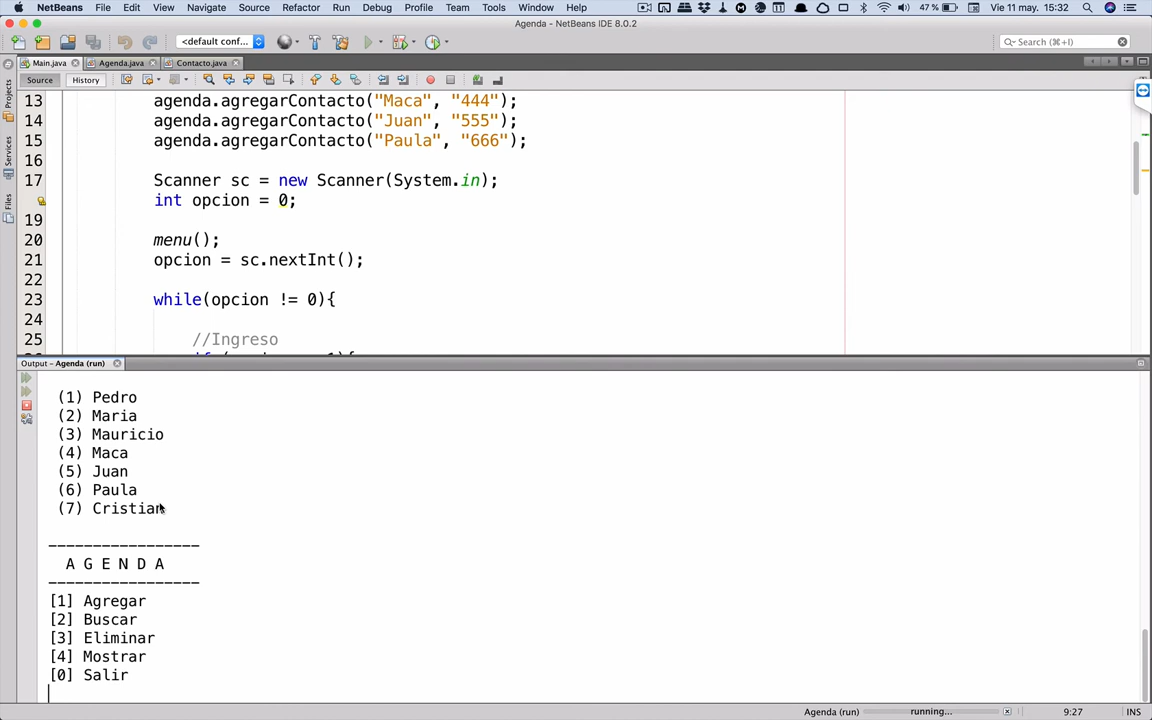 NetBeans File Edit View Navigate Source Refactor Run Debug Profile Team Tools Window Help 47 % Vie 11 may. 15:32
Agenda - NetBeans IDE 8.0.2
<default conf... Search (⌘+I)
Main.java Agenda.java Contacto.java
Source History
Projects
Services
Files
13 agenda.agregarContacto("Maca", "444");
14 agenda.agregarContacto("Juan", "555");
15 agenda.agregarContacto("Paula", "666");
16
17 Scanner sc = new Scanner(System.in);
int opcion = 0;
19
20 menu();
21 opcion = sc.nextInt();
22
23 while(opcion != 0){
24
25 //Ingreso
Output – Agenda (run)
(1) Pedro
(2) Maria
(3) Mauricio
(4) Maca
(5) Juan
(6) Paula
(7) Cristian
-----------------
A G E N D A
-----------------
[1] Agregar
[2] Buscar
[3] Eliminar
[4] Mostrar
[0] Salir
Agenda (run) running... 9:27 INS